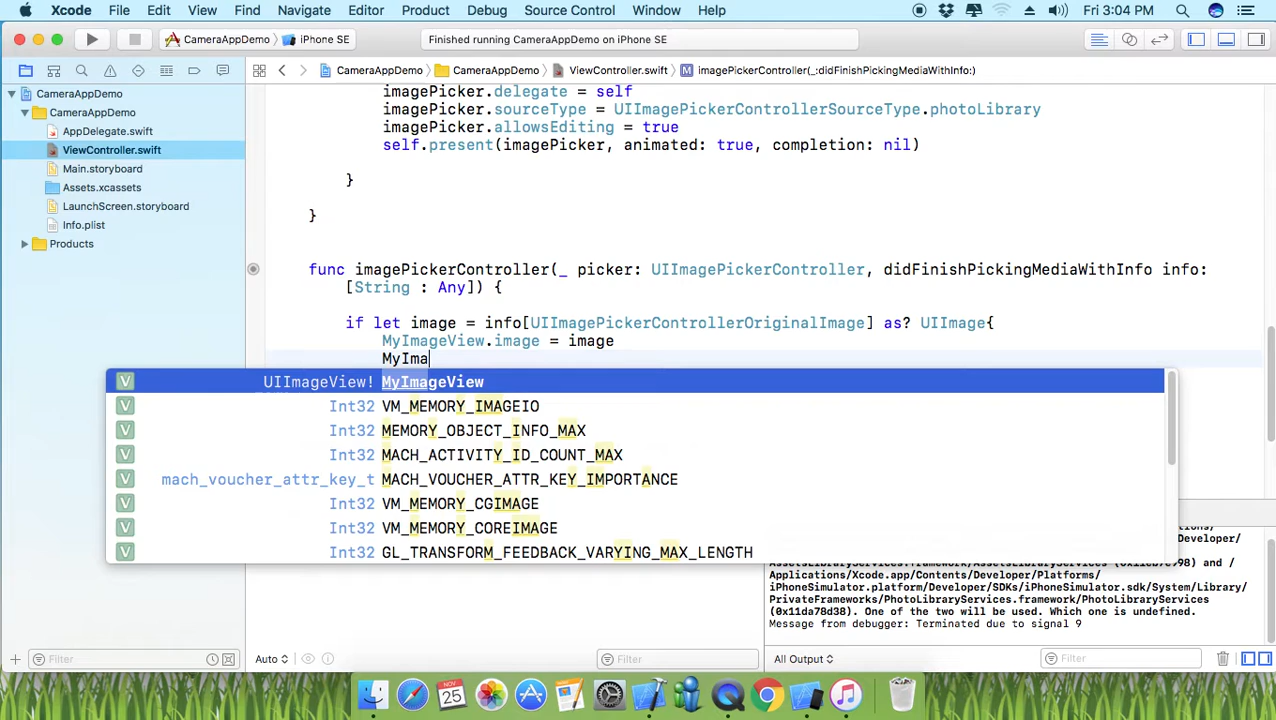 Xcode File Edit View Find Navigate Editor Product Debug Source Control Window Help Fri 3:04 PM
CameraAppDemo iPhone SE Finished running CameraAppDemo on iPhone SE
CameraAppDemo CameraAppDemo ViewController.swift M imagePickerController(_:didFinishPickingMediaWithInfo:)
CameraAppDemo
CameraAppDemo
AppDelegate.swift
ViewController.swift
Main.storyboard
Assets.xcassets
LaunchScreen.storyboard
Info.plist
Products
imagePicker.delegate = self
imagePicker.sourceType = UIImagePickerControllerSourceType.photoLibrary
imagePicker.allowsEditing = true
self.present(imagePicker, animated: true, completion: nil)
}
}
func imagePickerController(_ picker: UIImagePickerController, didFinishPickingMediaWithInfo info:
[String : Any]) {
if let image = info[UIImagePickerControllerOriginalImage] as? UIImage{
MyImageView.image = image
MyIma
V UIImageView! MyImageView
V Int32 VM_MEMORY_IMAGEIO
V Int32 MEMORY_OBJECT_INFO_MAX
V Int32 MACH_ACTIVITY_ID_COUNT_MAX
V mach_voucher_attr_key_t MACH_VOUCHER_ATTR_KEY_IMPORTANCE
V Int32 VM_MEMORY_CGIMAGE
V Int32 VM_MEMORY_COREIMAGE
V Int32 GL_TRANSFORM_FEEDBACK_VARYING_MAX_LENGTH
and /
Applications/Xcode.app/Contents/Developer/Platforms/
iPhoneSimulator.platform/Developer/SDKs/iPhoneSimulator.sdk/System/Library/
PrivateFrameworks/PhotoLibraryServices.framework/PhotoLibraryServices
(0x11da78d38). One of the two will be used. Which one is undefined.
Message from debugger: Terminated due to signal 9
Filter Auto Filter All Output Filter
NOV
25